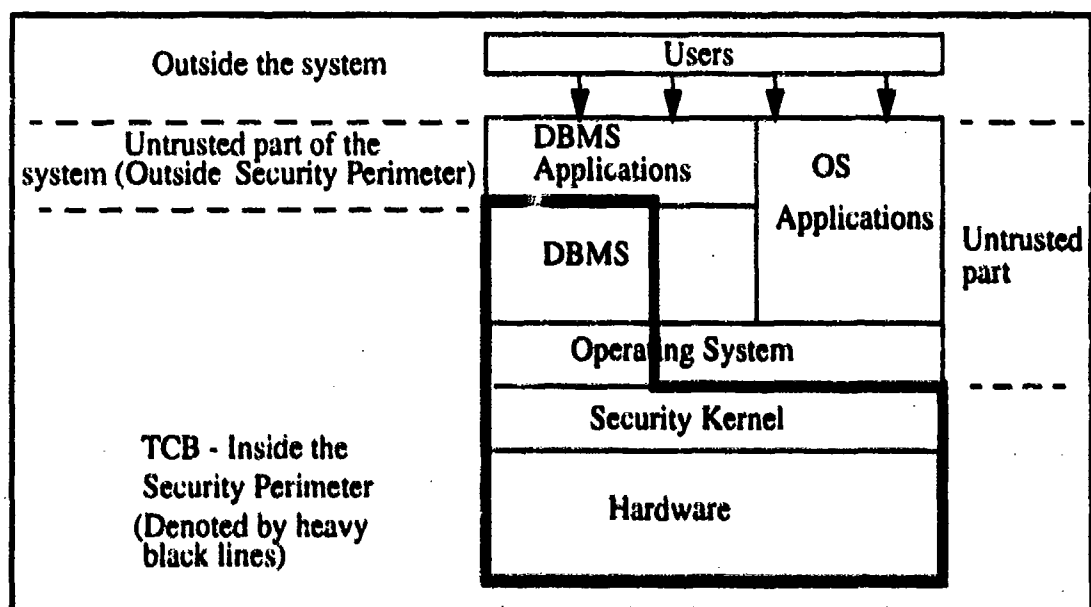 Outside the system
Users
Untrusted part of the
system (Outside Security Perimeter)
DBMS
Applications
OS
Applications
Untrusted
part
DBMS
Operating System
Security Kernel
TCB - Inside the
Security Perimeter
(Denoted by heavy
black lines)
Hardware